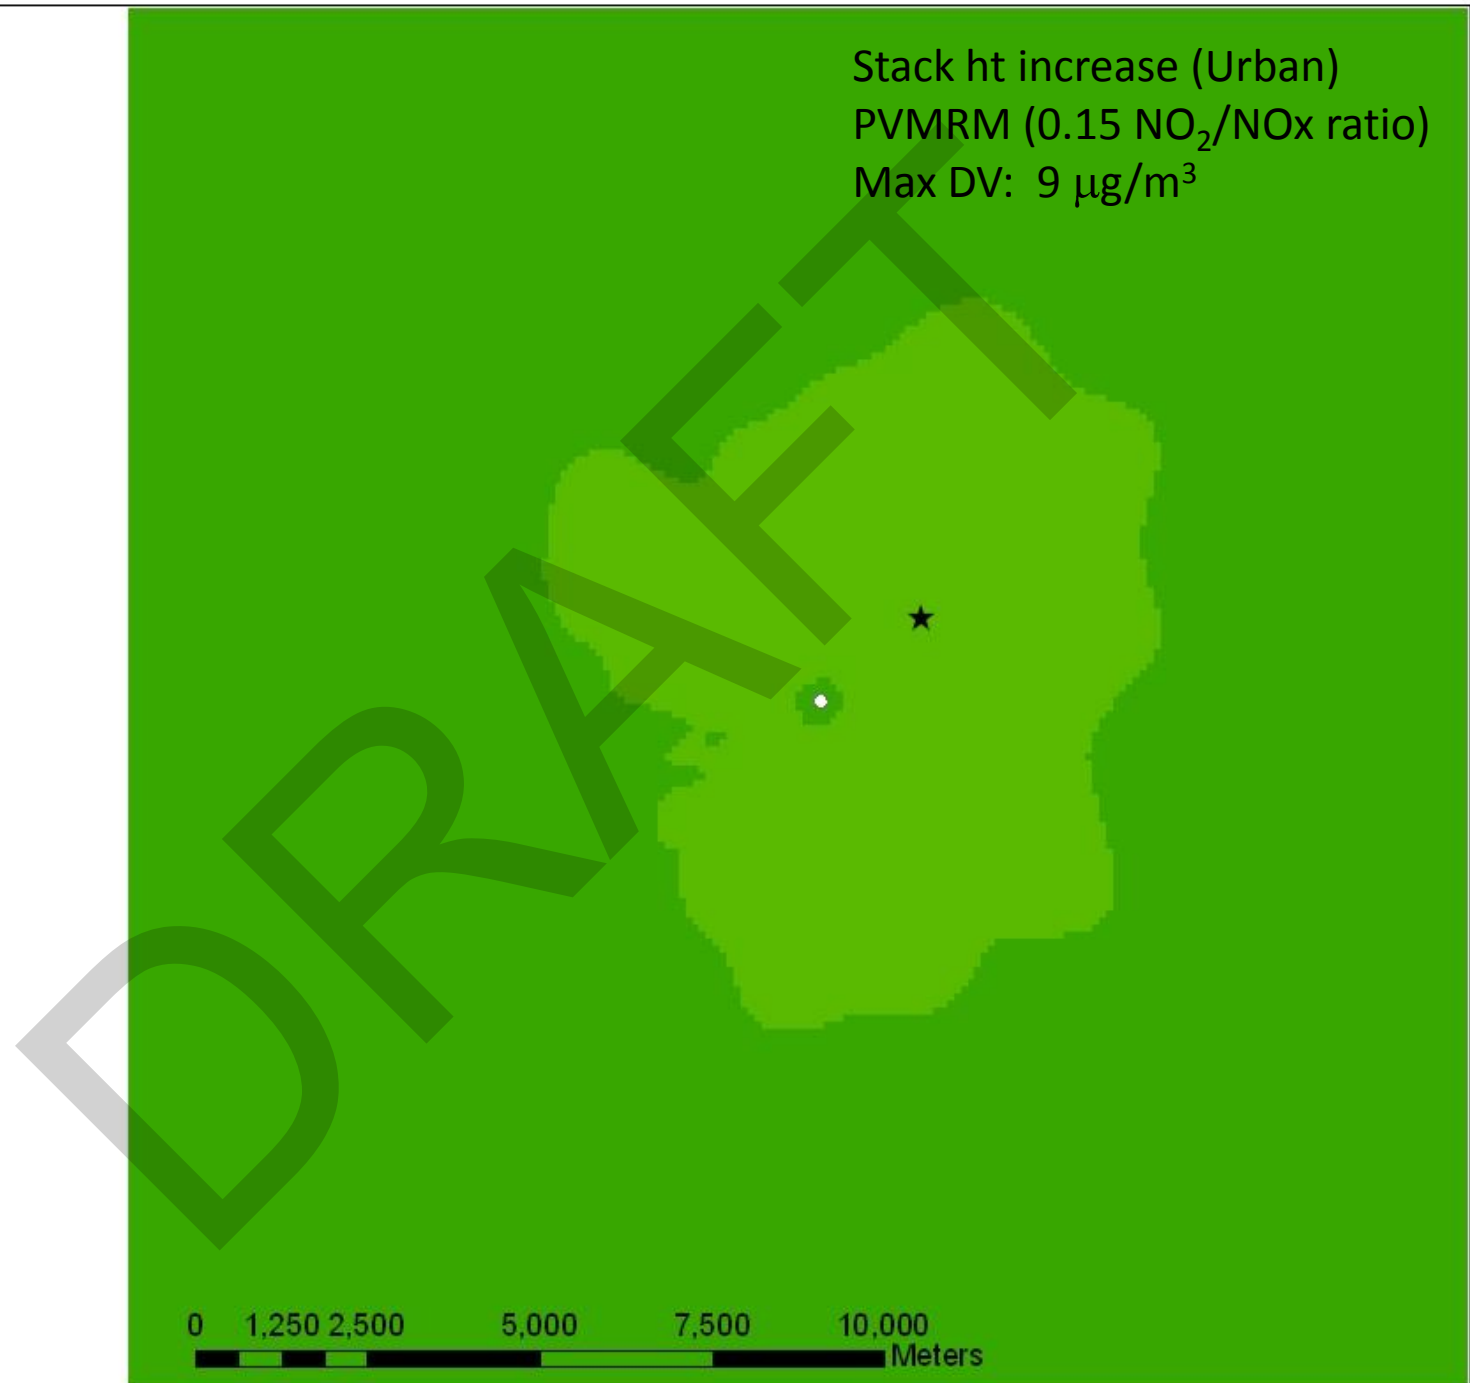 Stack ht increase (Urban)
PVMRM (0.15 NO₂/NOx ratio)
Max DV: 9 μg/m³
DRAFT
0 1,250 2,500 5,000 7,500 10,000
Meters